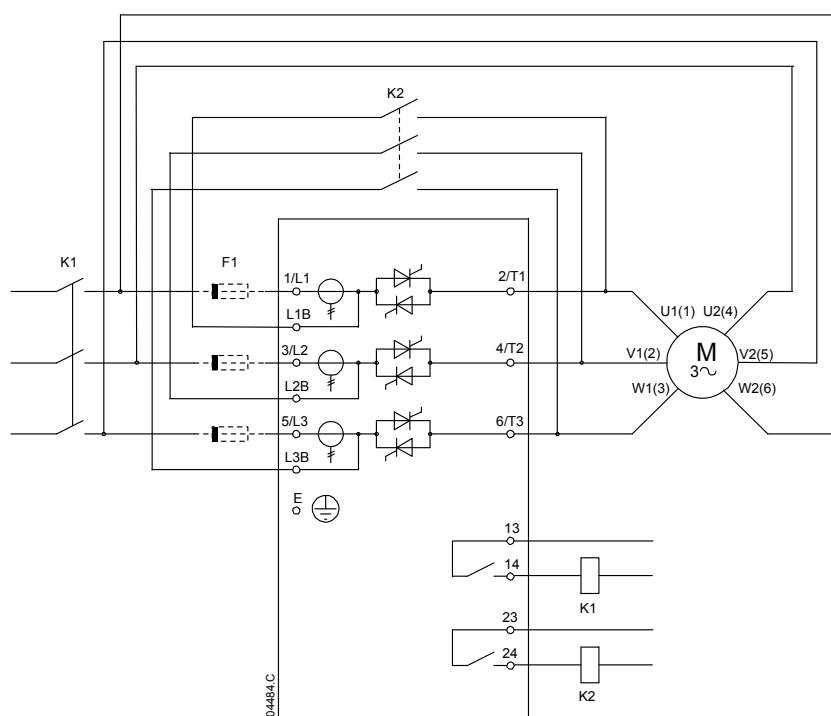 K2
K1
F1
1/L1
2/T1
L1B
U1(1) U2(4)
3/L2
4/T2
V1(2)
M
3
V2(5)
L2B
W1(3)
W2(6)
5/L3
6/T3
L3B
E
13
14
K1
23
24
K2
04484.C